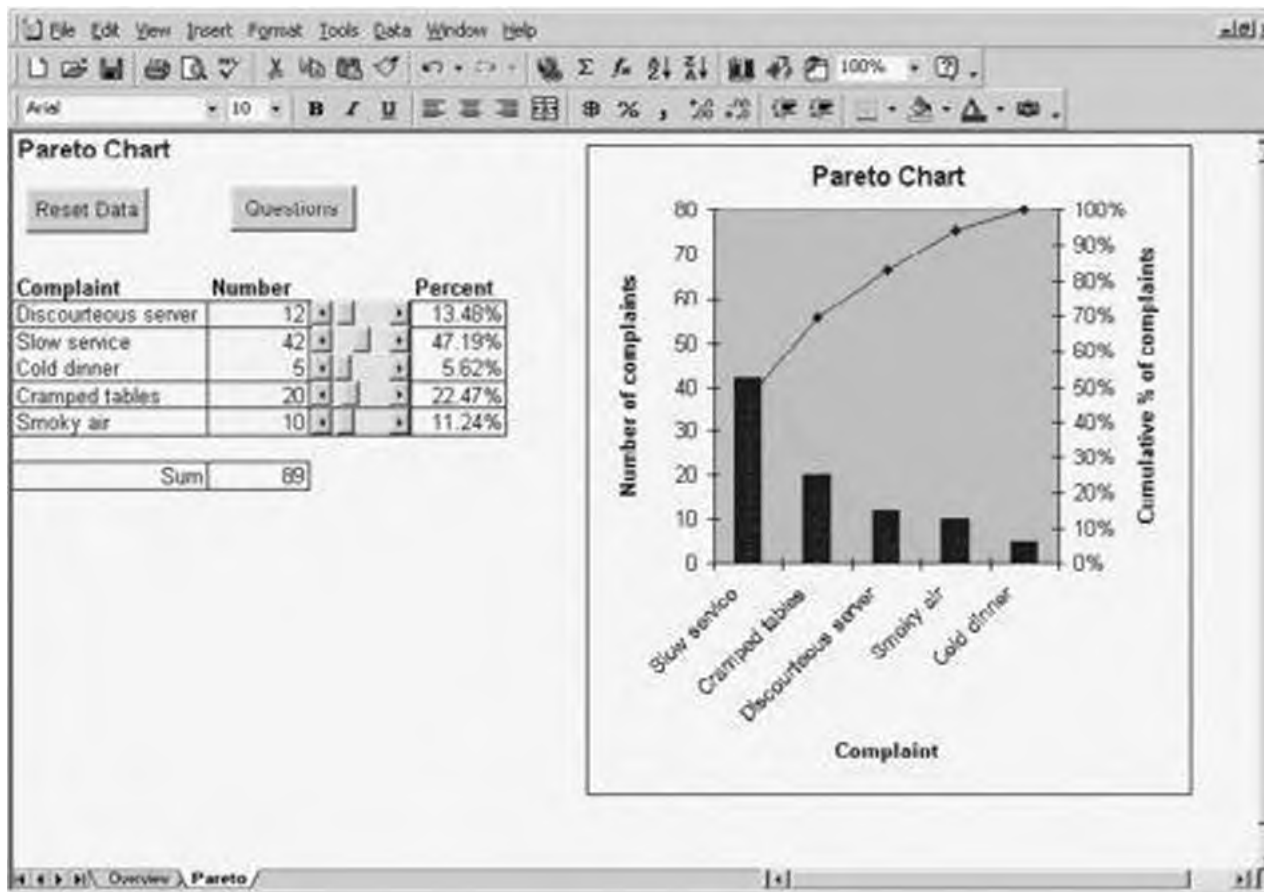 File Edit View Insert Format Tools Data Window Help
100%
Arial 10 B I U
Pareto Chart
Reset Data Questions
Complaint Number Percent
Discourteous server 12 13.48%
Slow service 42 47.19%
Cold dinner 5 5.62%
Cramped tables 20 22.47%
Smoky air 10 11.24%
Sum 89
Pareto Chart
Number of complaints
80
70
60
50
40
30
20
10
0
100%
90%
80%
70%
60%
50%
40%
30%
20%
10%
0%
Cumulative % of complaints
Slow service
Cramped tables
Discourteous server
Smoky air
Cold dinner
Complaint
Overview Pareto